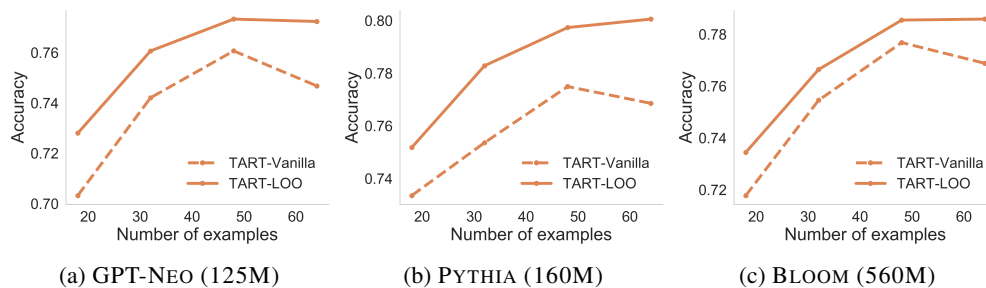 0.76
0.74
0.72
0.70
Accuracy
TART-Vanilla
TART-LOO
20 30 40 50 60
Number of examples
(a) GPT-NEO (125M)
0.80
0.78
0.76
0.74
Accuracy
TART-Vanilla
TART-LOO
20 30 40 50 60
Number of examples
(b) PYTHIA (160M)
0.78
0.76
0.74
0.72
Accuracy
TART-Vanilla
TART-LOO
20 30 40 50 60
Number of examples
(c) BLOOM (560M)